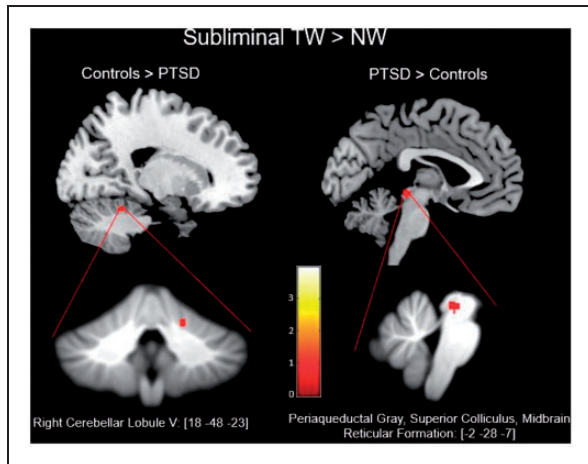 Subliminal TW > NW
Controls > PTSD
PTSD > Controls
3
2
1
0
Right Cerebellar Lobule V: [18 -48 -23]
Periaqueductal Gray, Superior Colliculus, Midbrain
Reticular Formation: [-2 -28 -7]